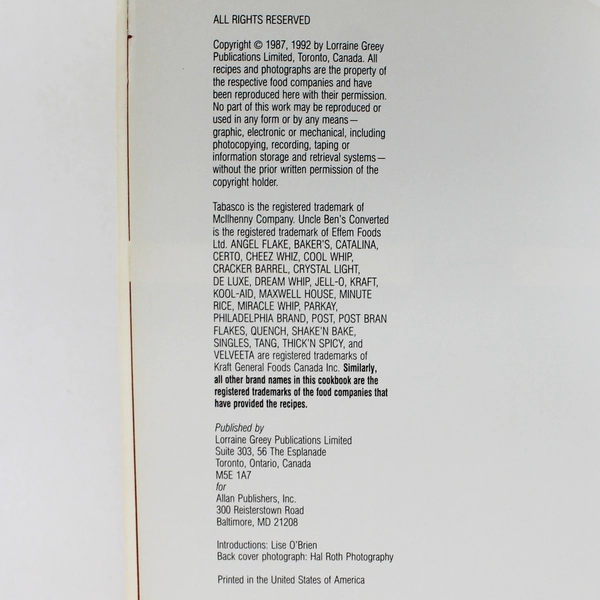 ALL RIGHTS RESERVED
Copyright © 1987, 1992 by Lorraine Greey
Publications Limited, Toronto, Canada. All
recipes and photographs are the property of
the respective food companies and have
been reproduced here with their permission.
No part of this work may be reproduced or
used in any form or by any means—
graphic, electronic or mechanical, including
photocopying, recording, taping or
information storage and retrieval systems—
without the prior written permission of the
copyright holder.
Tabasco is the registered trademark of
McIlhenny Company. Uncle Ben's Converted
is the registered trademark of Effem Foods
Ltd. ANGEL FLAKE, BAKER'S, CATALINA,
CERTO, CHEEZ WHIZ, COOL WHIP,
CRACKER BARREL, CRYSTAL LIGHT,
DE LUXE, DREAM WHIP, JELL-O, KRAFT,
KOOL-AID, MAXWELL HOUSE, MINUTE
RICE, MIRACLE WHIP, PARKAY,
PHILADELPHIA BRAND, POST, POST BRAN
FLAKES, QUENCH, SHAKE'N BAKE,
SINGLES, TANG, THICK'N SPICY, and
VELVEETA are registered trademarks of
Kraft General Foods Canada Inc. Similarly,
all other brand names in this cookbook are the
registered trademarks of the food companies that
have provided the recipes.
Published by
Lorraine Greey Publications Limited
Suite 303, 56 The Esplanade
Toronto, Ontario, Canada
M5E 1A7
for
Allan Publishers, Inc.
300 Reisterstown Road
Baltimore, MD 21208
Introductions: Lise O'Brien
Back cover photograph: Hal Roth Photography
Printed in the United States of America